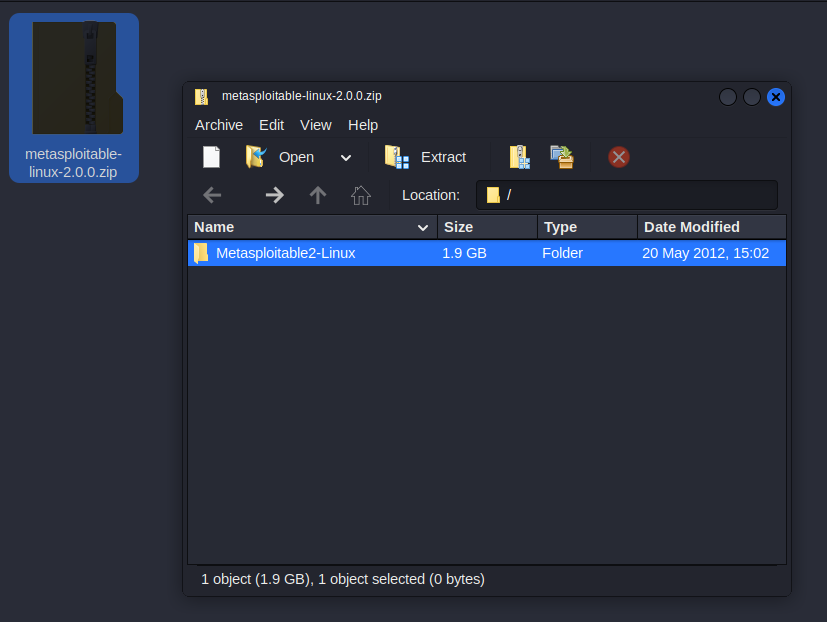 metasploitable-
linux-2.0.0.zip
metasploitable-linux-2.0.0.zip
Archive Edit View Help
Open Extract
Location: /
Name Size Type Date Modified
Metasploitable2-Linux 1.9 GB Folder 20 May 2012, 15:02
1 object (1.9 GB), 1 object selected (0 bytes)